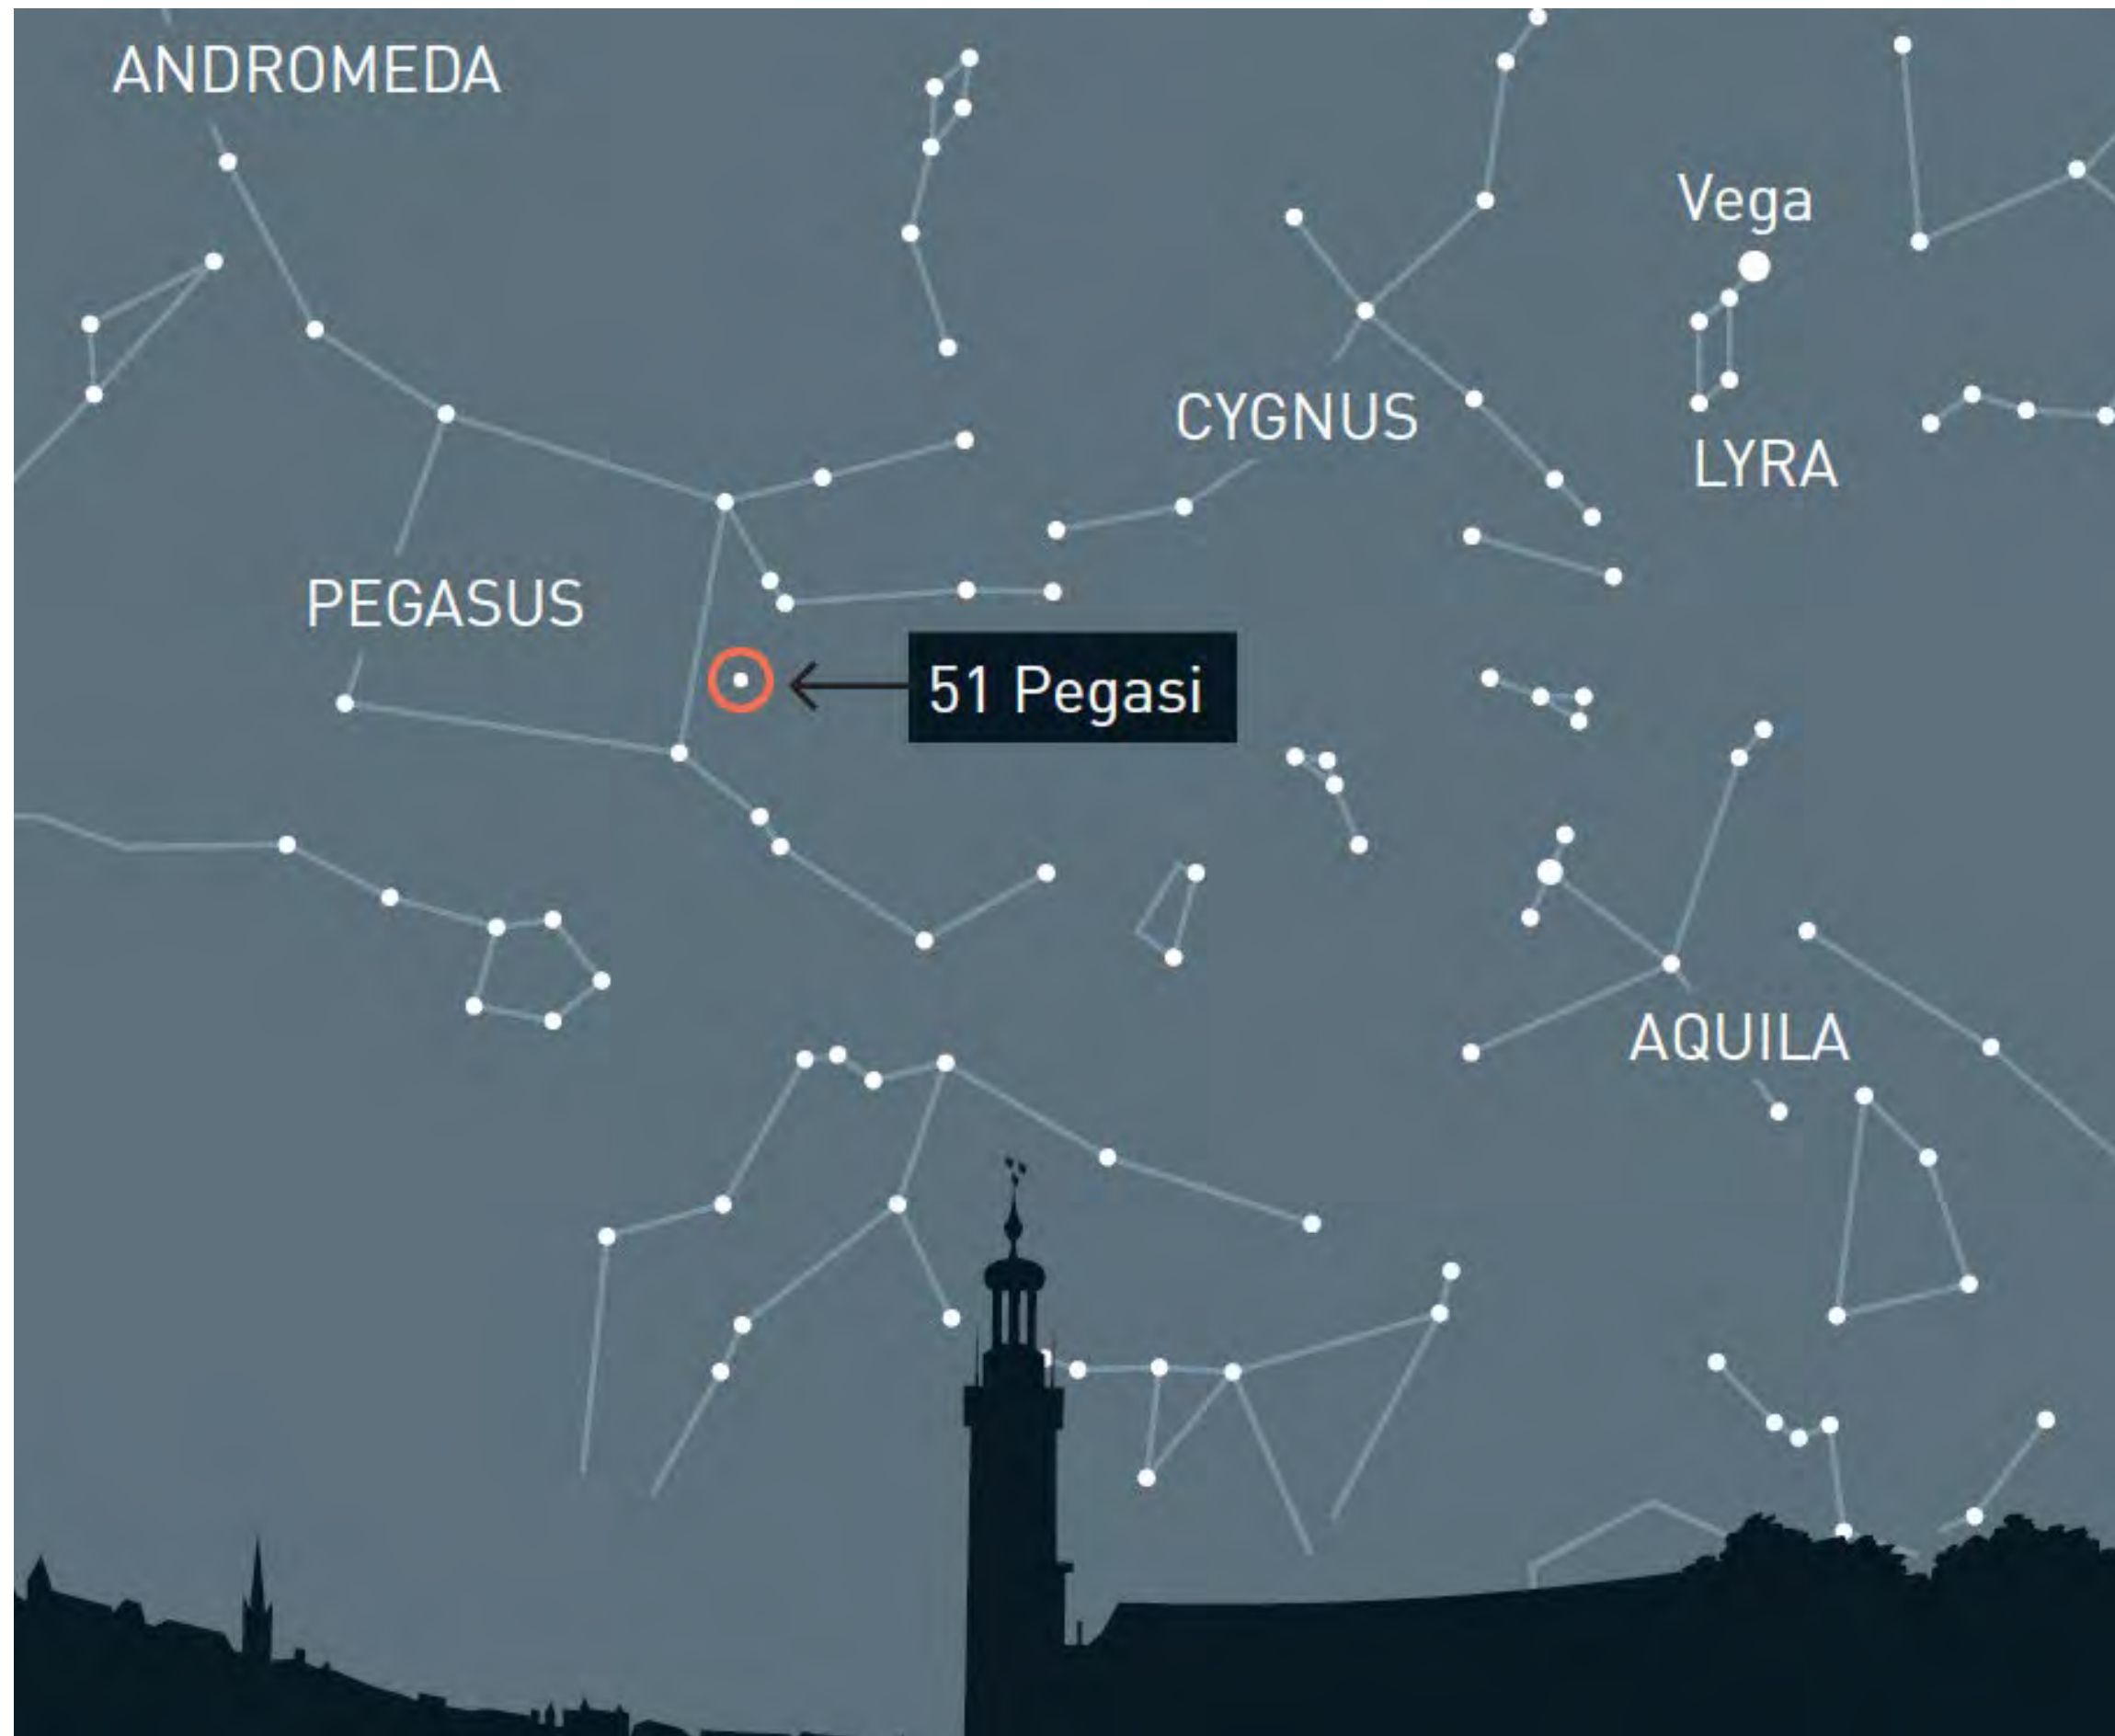 ANDROMEDA
Vega
CYGNUS
LYRA
PEGASUS
51 Pegasi
AQUILA